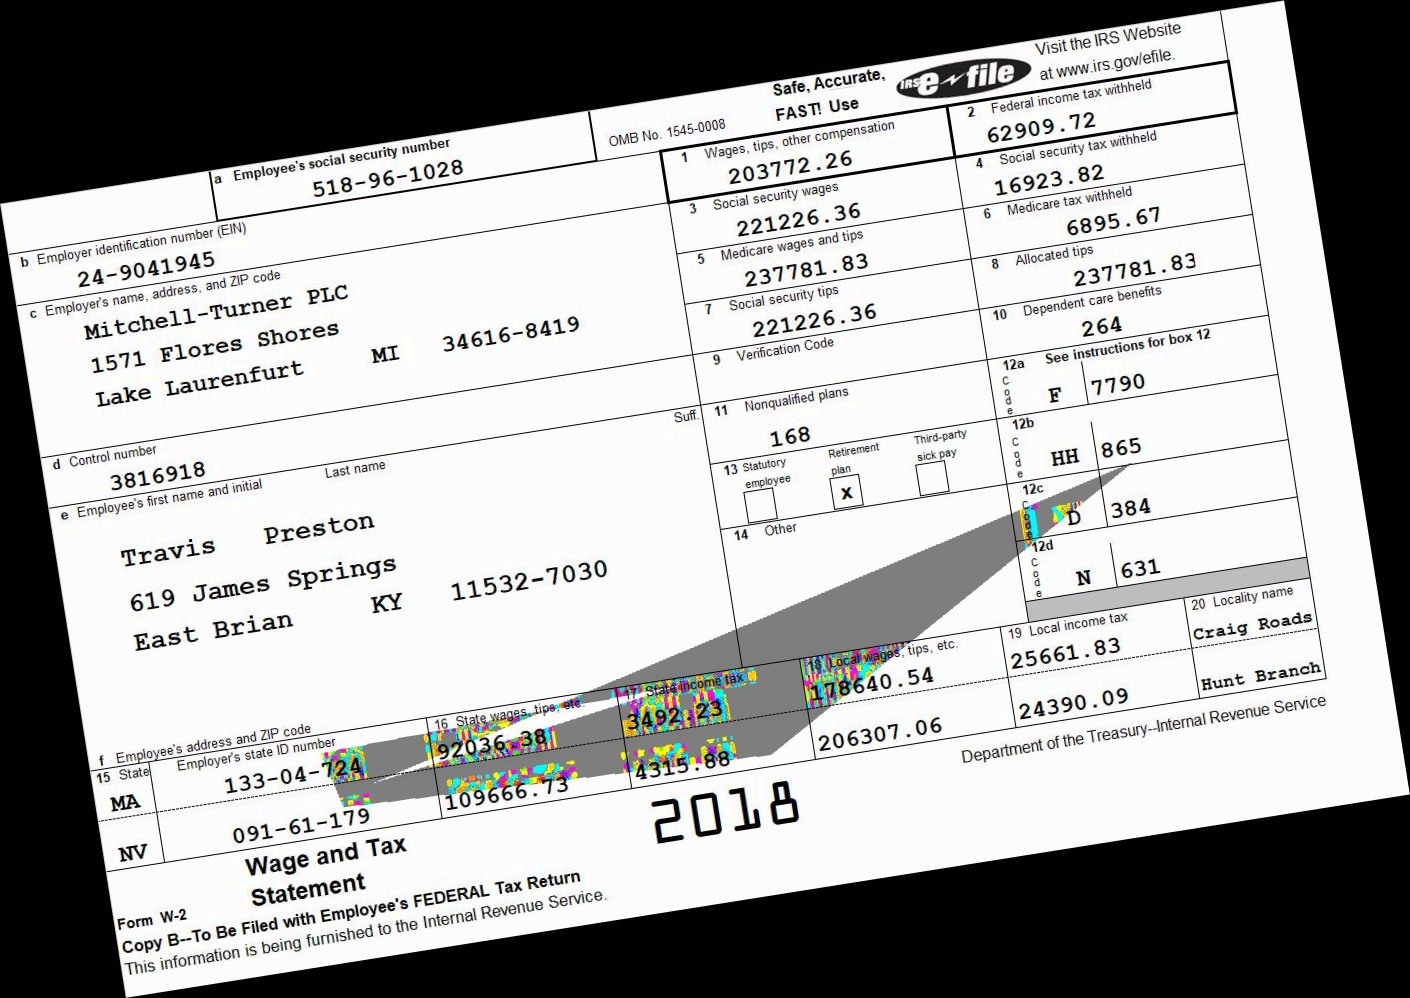 Safe, Accurate, FAST! Use IRS e-file Visit the IRS Website at www.irs.gov/efile.
OMB No. 1545-0008
a Employee's social security number
518-96-1028
1 Wages, tips, other compensation
203772.26
2 Federal income tax withheld
62909.72
b Employer identification number (EIN)
24-9041945
3 Social security wages
221226.36
4 Social security tax withheld
16923.82
c Employer's name, address, and ZIP code
Mitchell-Turner PLC
1571 Flores Shores
Lake Laurenfurt MI 34616-8419
5 Medicare wages and tips
237781.83
6 Medicare tax withheld
6895.67
7 Social security tips
221226.36
8 Allocated tips
237781.83
9 Verification Code
10 Dependent care benefits
264
d Control number
3816918
11 Nonqualified plans
168
12a See instructions for box 12
Code F 7790
12b
Code HH 865
12c
Code D 384
12d
Code N 631
13 Statutory employee Retirement plan Third-party sick pay
x
14 Other
e Employee's first name and initial Last name Suff.
Travis Preston
619 James Springs
East Brian KY 11532-7030
f Employee's address and ZIP code
15 State Employer's state ID number 16 State wages, tips, etc. 17 State income tax 18 Local wages, tips, etc. 19 Local income tax 20 Locality name
MA 133-04-724 92036.38 3492.23 178640.54 25661.83 Craig Roads
NV 091-61-179 109666.73 4315.88 206307.06 24390.09 Hunt Branch
Wage and Tax
Statement
2018
Department of the Treasury--Internal Revenue Service
Form W-2
Copy B--To Be Filed with Employee's FEDERAL Tax Return
This information is being furnished to the Internal Revenue Service.